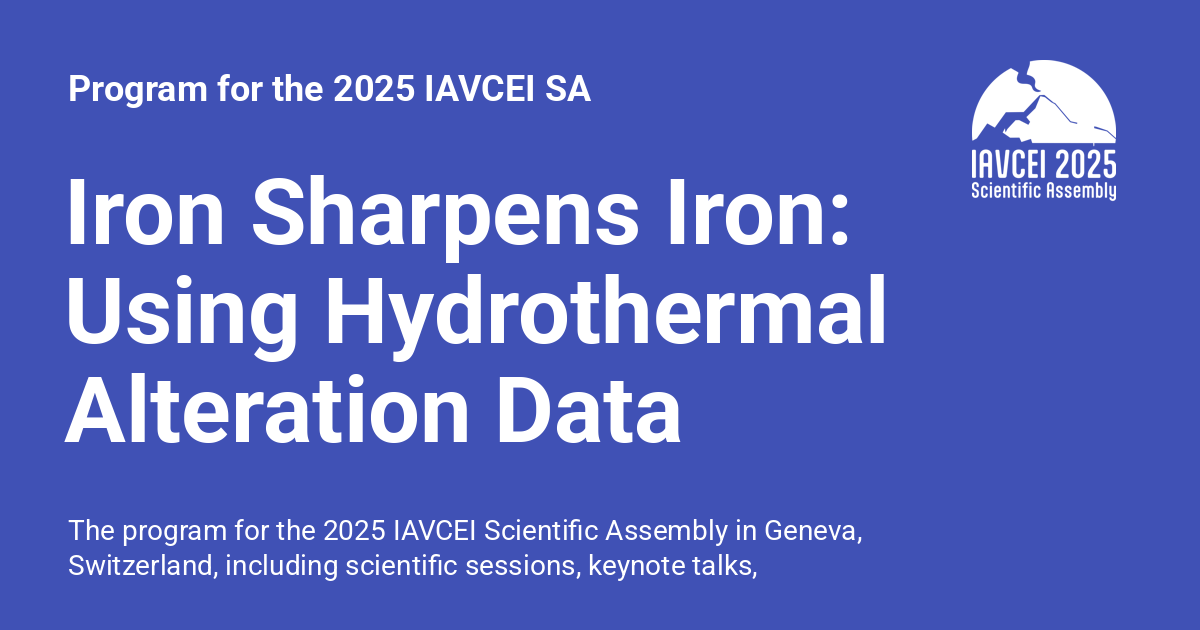 Program for the 2025 IAVCEI SA
IAVCEI 2025
Scientific Assembly
Iron Sharpens Iron:
Using Hydrothermal
Alteration Data
The program for the 2025 IAVCEI Scientific Assembly in Geneva,
Switzerland, including scientific sessions, keynote talks,